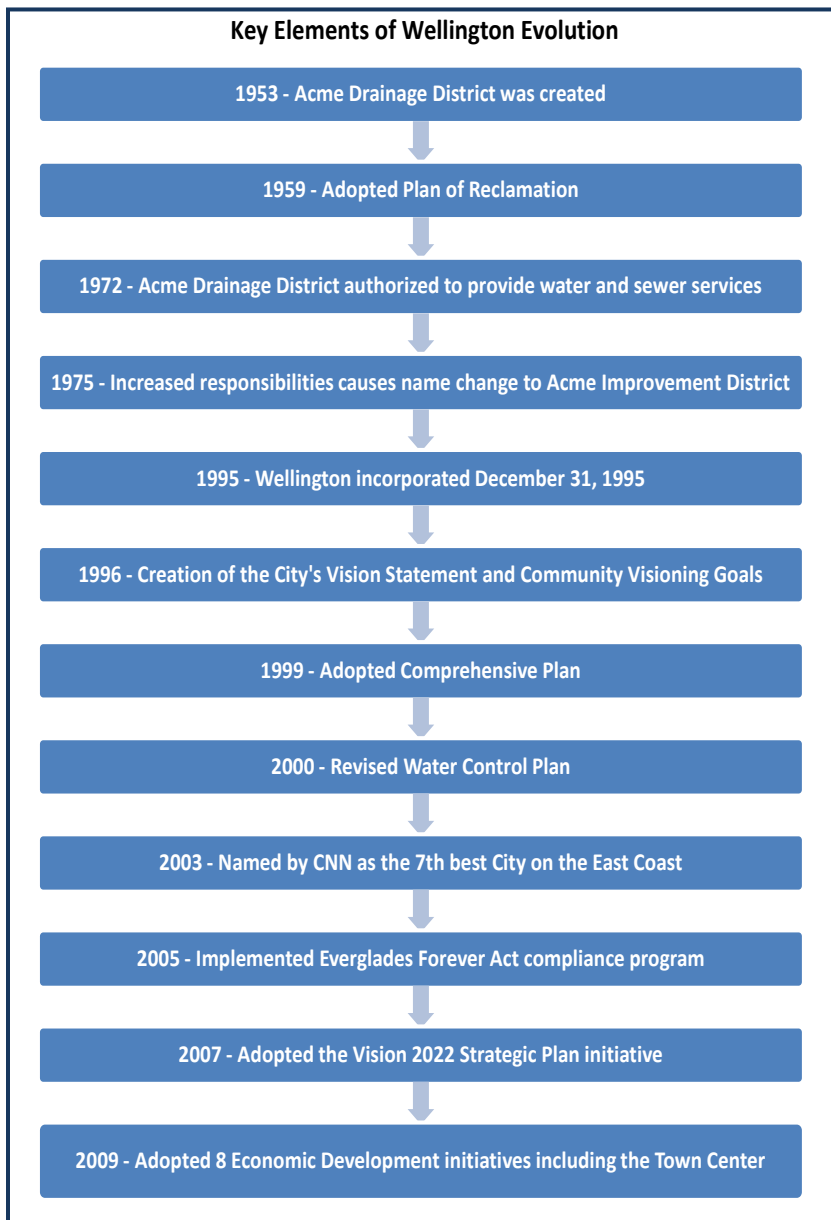 Key Elements of Wellington Evolution
1953 - Acme Drainage District was created
1959 - Adopted Plan of Reclamation
1972 - Acme Drainage District authorized to provide water and sewer services
1975 - Increased responsibilities causes name change to Acme Improvement District
1995 - Wellington incorporated December 31, 1995
1996 - Creation of the City's Vision Statement and Community Visioning Goals
1999 - Adopted Comprehensive Plan
2000 - Revised Water Control Plan
2003 - Named by CNN as the 7th best City on the East Coast
2005 - Implemented Everglades Forever Act compliance program
2007 - Adopted the Vision 2022 Strategic Plan initiative
2009 - Adopted 8 Economic Development initiatives including the Town Center